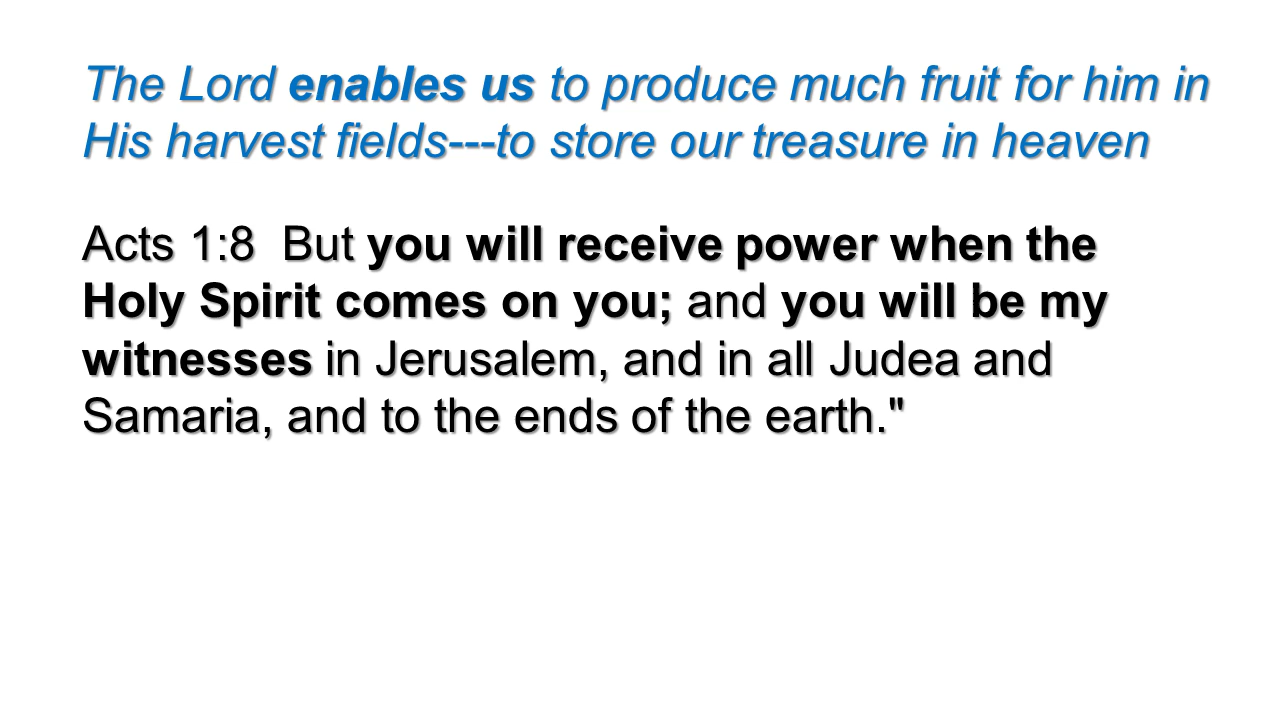 The Lord enables us to produce much fruit for him in
His harvest fields---to store our treasure in heaven
Acts 1:8  But you will receive power when the
Holy Spirit comes on you; and you will be my
witnesses in Jerusalem, and in all Judea and
Samaria, and to the ends of the earth."